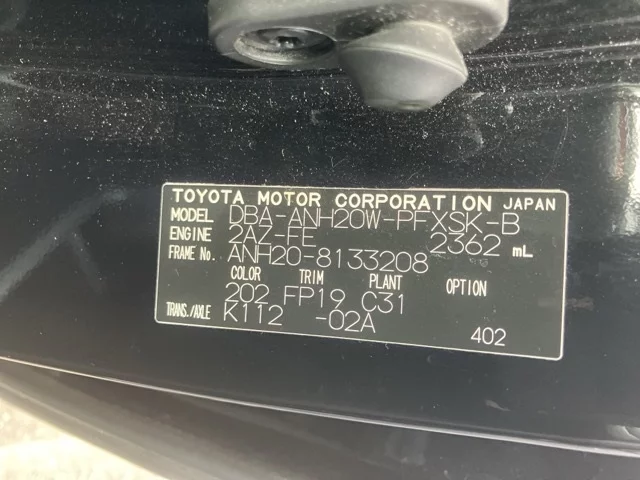 TOYOTA MOTOR CORPORATION JAPAN
MODEL DBA-ANH20W-PFXSK-B
ENGINE 2AZ-FE 2362 mL
FRAME No. ANH20-8133208
COLOR TRIM PLANT OPTION
202 FP19 C31
TRANS./AXLE K112 -02A
402